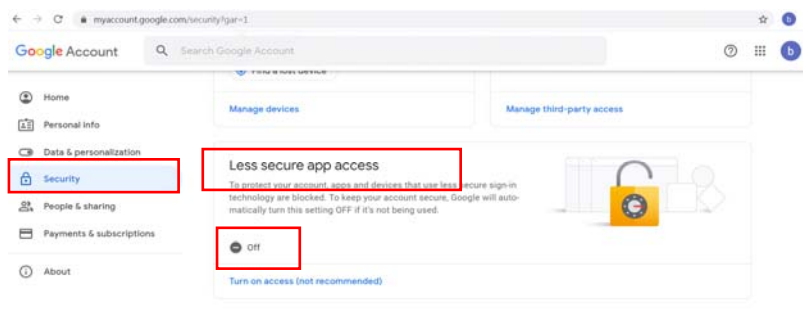 myaccount.google.com/security?gar=1
b
Google Account
Search Google Account
b
Find a lost device
Home
Manage devices
Manage third-party access
Personal info
Data & personalization
Less secure app access
Security
To protect your account, apps and devices that use less secure sign-in
technology are blocked. To keep your account secure, Google will auto-
matically turn this setting OFF if it's not being used.
People & sharing
Payments & subscriptions
Off
About
Turn on access (not recommended)